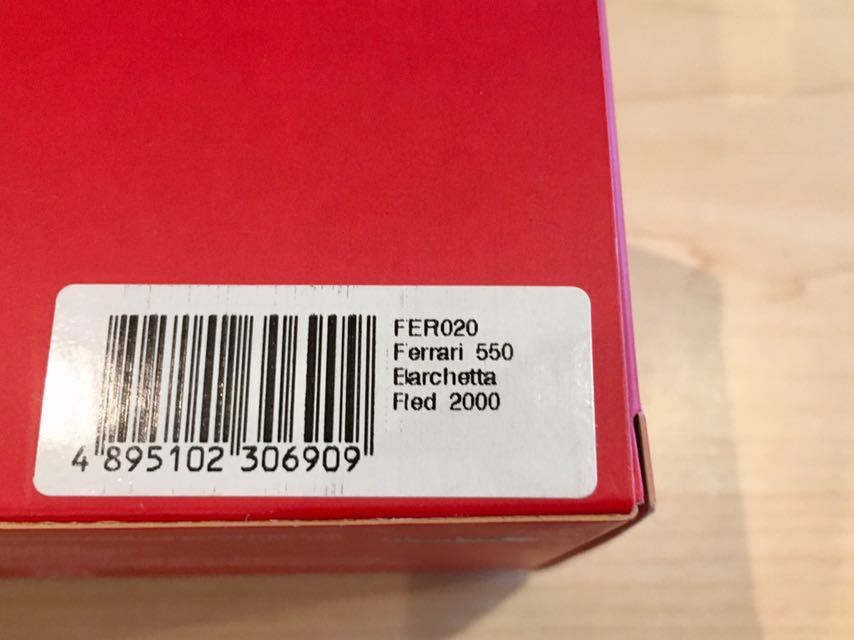 FER020
Ferrari 550
Barchetta
Red 2000
4 895102 306909